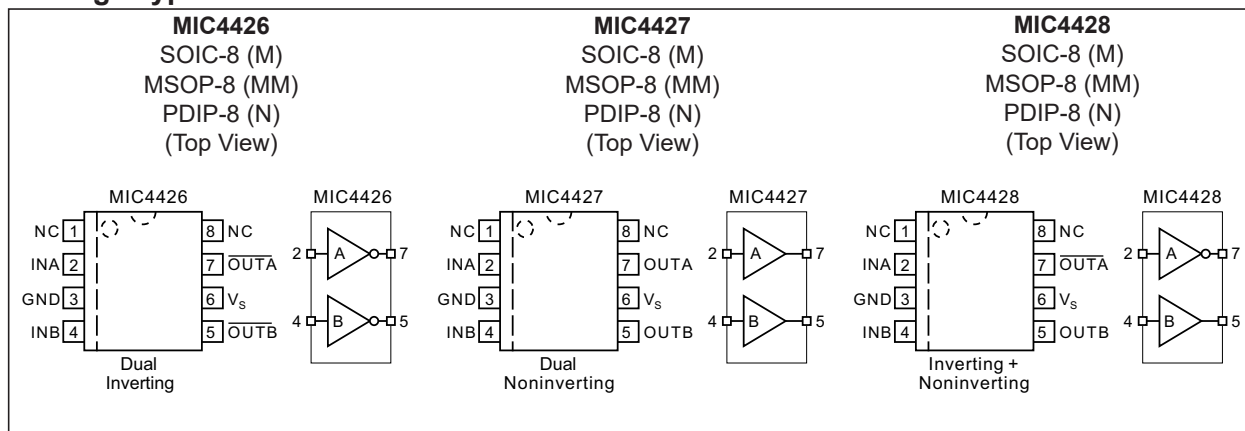 MIC4426
SOIC-8 (M)
MSOP-8 (MM)
PDIP-8 (N)
(Top View)
MIC4426
NC 1
8 NC
INA 2
7 OUTA
GND 3
6 VS
INB 4
5 OUTB
Dual
Inverting
MIC4426
2 A 7
4 B 5
MIC4427
SOIC-8 (M)
MSOP-8 (MM)
PDIP-8 (N)
(Top View)
MIC4427
NC 1
8 NC
INA 2
7 OUTA
GND 3
6 VS
INB 4
5 OUTB
Dual
Noninverting
MIC4427
2 A 7
4 B 5
MIC4428
SOIC-8 (M)
MSOP-8 (MM)
PDIP-8 (N)
(Top View)
MIC4428
NC 1
8 NC
INA 2
7 OUTA
GND 3
6 VS
INB 4
5 OUTB
Inverting +
Noninverting
MIC4428
2 A 7
4 B 5